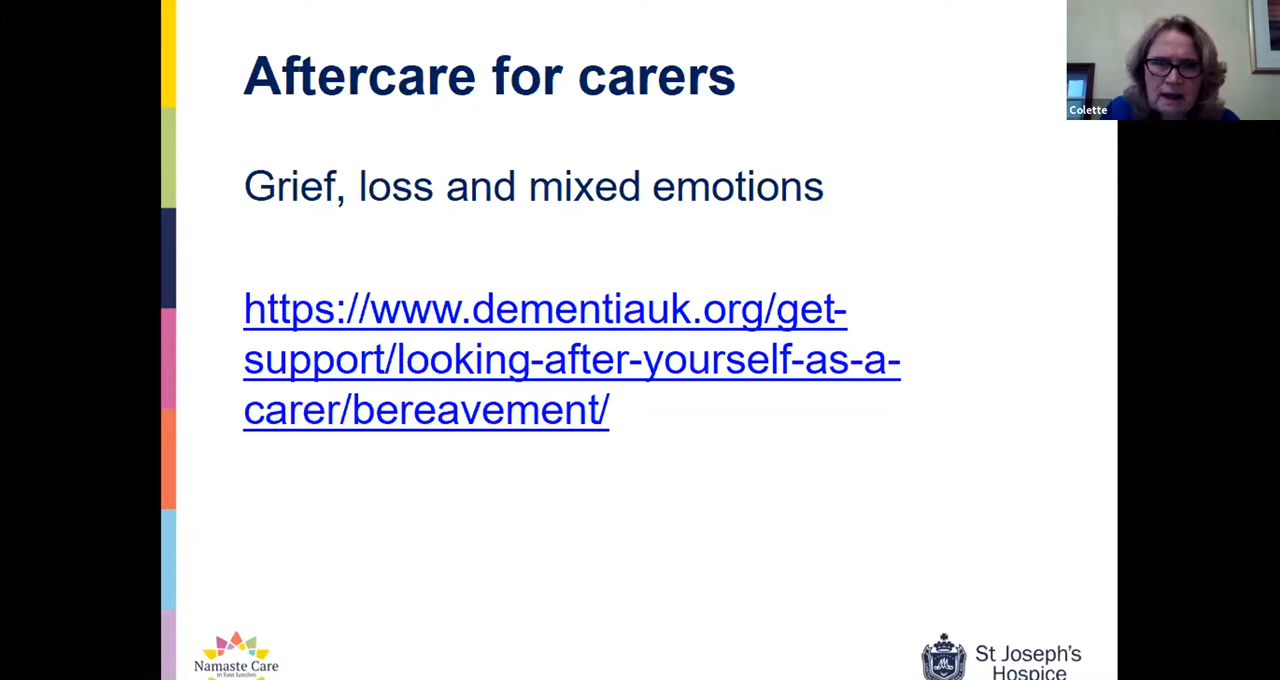 Aftercare for carers
Colette
Grief, loss and mixed emotions
https://www.dementiauk.org/get-
support/looking-after-yourself-as-a-
carer/bereavement/
Namaste Care
in East London
St Joseph's
Hospice